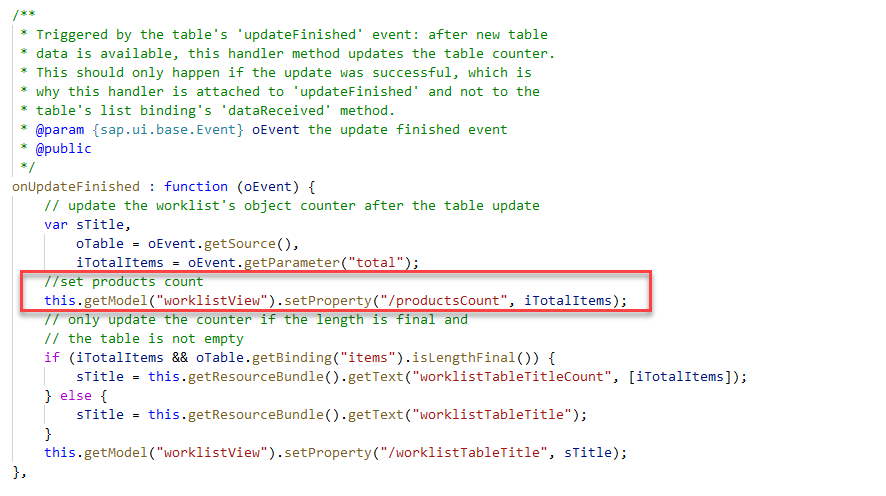 /**
 * Triggered by the table's 'updateFinished' event: after new table
 * data is available, this handler method updates the table counter.
 * This should only happen if the update was successful, which is
 * why this handler is attached to 'updateFinished' and not to the
 * table's list binding's 'dataReceived' method.
 * @param {sap.ui.base.Event} oEvent the update finished event
 * @public
 */
onUpdateFinished : function (oEvent) {
    // update the worklist's object counter after the table update
    var sTitle,
        oTable = oEvent.getSource(),
        iTotalItems = oEvent.getParameter("total");
    //set products count
    this.getModel("worklistView").setProperty("/productsCount", iTotalItems);
    // only update the counter if the length is final and
    // the table is not empty
    if (iTotalItems && oTable.getBinding("items").isLengthFinal()) {
        sTitle = this.getResourceBundle().getText("worklistTableTitleCount", [iTotalItems]);
    } else {
        sTitle = this.getResourceBundle().getText("worklistTableTitle");
    }
    this.getModel("worklistView").setProperty("/worklistTableTitle", sTitle);
},